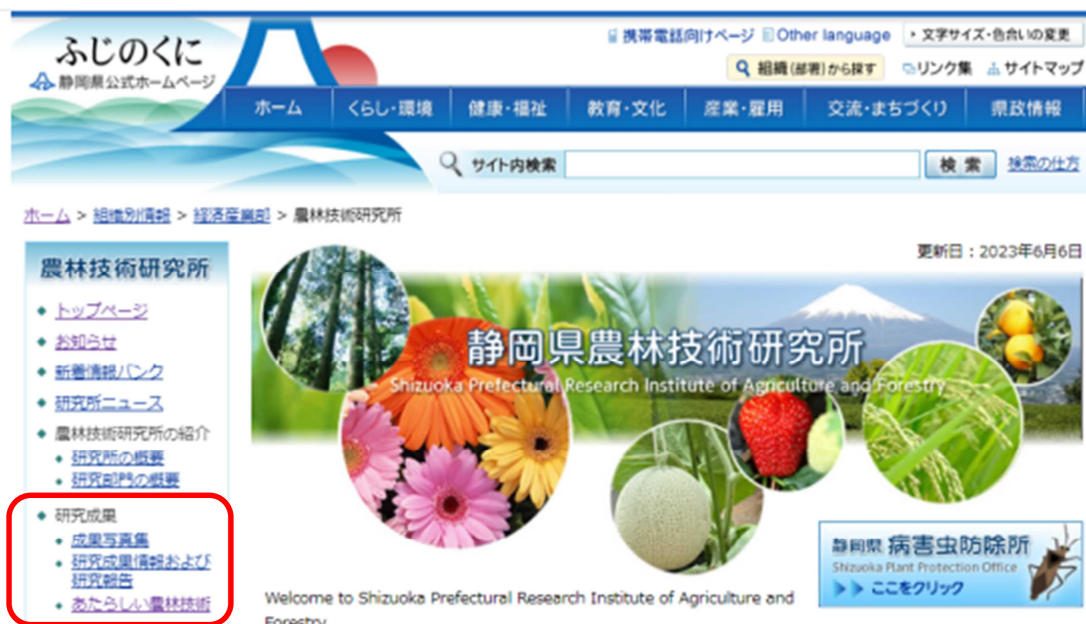 ふじのくに
静岡県公式ホームページ
携帯電話向けページ Other language 文字サイズ・色合いの変更
組織(部署)から探す リンク集 サイトマップ
ホーム くらし・環境 健康・福祉 教育・文化 産業・雇用 交流・まちづくり 県政情報
サイト内検索 検索 検索の仕方
ホーム > 組織別情報 > 経済産業部 > 農林技術研究所
更新日：2023年6月6日
農林技術研究所
トップページ
お知らせ
新着情報バンク
研究所ニュース
農林技術研究所の紹介
研究所の概要
研究部門の概要
研究成果
成果写真集
研究成果情報および
研究報告
あたらしい農林技術
静岡県農林技術研究所
Shizuoka Prefectural Research Institute of Agriculture and Forestry
静岡県 病害虫防除所
Shizuoka Plant Protection Office
ここをクリック
Welcome to Shizuoka Prefectural Research Institute of Agriculture and
Forestry